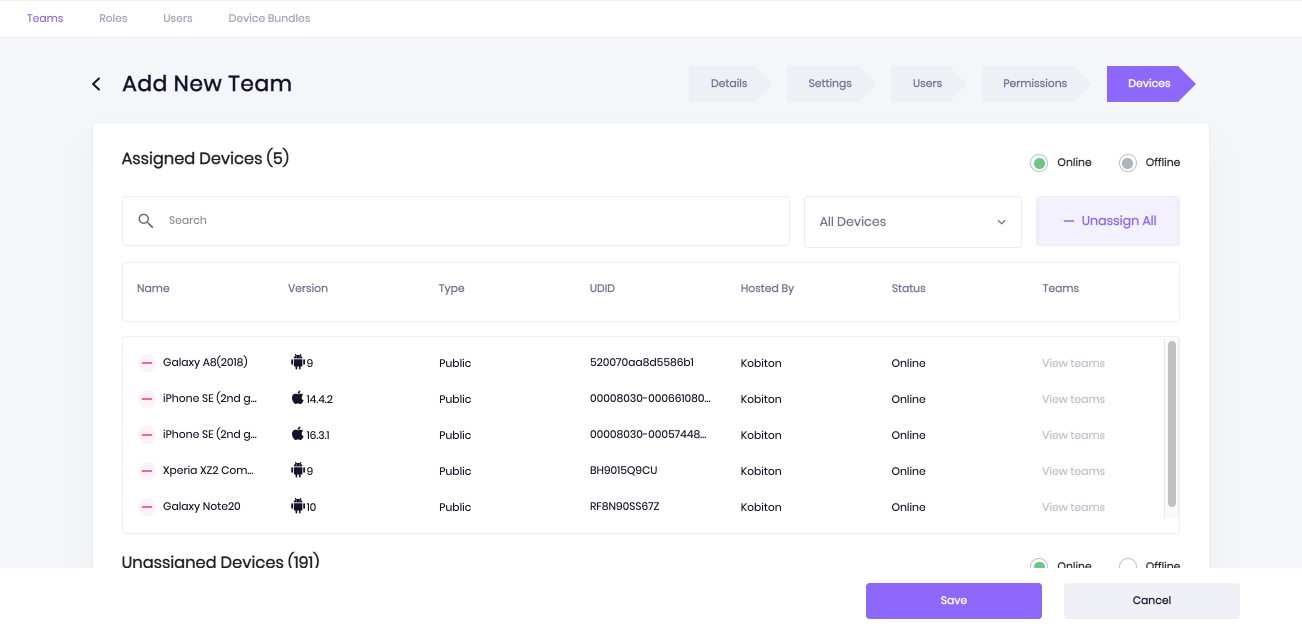 Teams Roles Users Device Bundles
Add New Team Details Settings Users Permissions Devices
Assigned Devices (5) Online Offline
Search All Devices — Unassign All
Name Version Type UDID Hosted By Status Teams
Galaxy A8(2018) 9 Public 520070aa8d5586b1 Kobiton Online View teams
iPhone SE (2nd g... 14.4.2 Public 00008030-000661080... Kobiton Online View teams
iPhone SE (2nd g... 16.3.1 Public 00008030-00057448... Kobiton Online View teams
Xperia XZ2 Com... 9 Public BH9015Q9CU Kobiton Online View teams
Galaxy Note20 10 Public RF8N90SS67Z Kobiton Online View teams
Unassigned Devices (191) Online Offline
Save Cancel